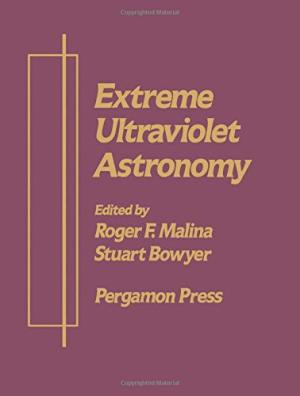 Extreme
Ultraviolet
Astronomy
Edited by
Roger F. Malina
Stuart Bowyer
Pergamon Press